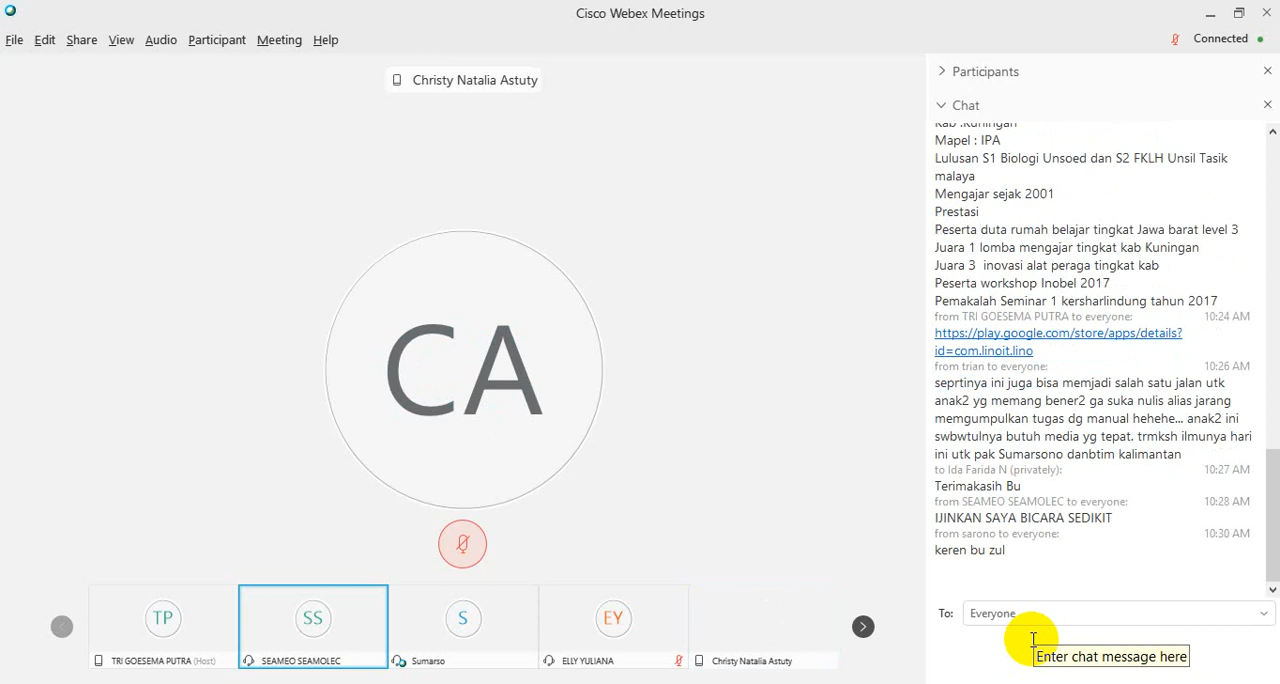 Cisco Webex Meetings
File Edit Share View Audio Participant Meeting Help
Connected
Christy Natalia Astuty
CA
TP
TRI GOESEMA PUTRA (Host)
SS
SEAMEO SEAMOLEC
S
Sumarso
EY
ELLY YULIANA
Christy Natalia Astuty
Participants
Chat
Kab :Kuningan
Mapel : IPA
Lulusan S1 Biologi Unsoed dan S2 FKLH Unsil Tasik
malaya
Mengajar sejak 2001
Prestasi
Peserta duta rumah belajar tingkat Jawa barat level 3
Juara 1 lomba mengajar tingkat kab Kuningan
Juara 3  inovasi alat peraga tingkat kab
Peserta workshop Inobel 2017
Pemakalah Seminar 1 kersharlindung tahun 2017
from TRI GOESEMA PUTRA to everyone: 10:24 AM
https://play.google.com/store/apps/details?
id=com.linoit.lino
from trian to everyone: 10:26 AM
seprtinya ini juga bisa memjadi salah satu jalan utk
anak2 yg memang bener2 ga suka nulis alias jarang
memgumpulkan tugas dg manual hehehe... anak2 ini
swbwtulnya butuh media yg tepat. trmksh ilmunya hari
ini utk pak Sumarsono danbtim kalimantan
to Ida Farida N (privately): 10:27 AM
Terimakasih Bu
from SEAMEO SEAMOLEC to everyone: 10:28 AM
IJINKAN SAYA BICARA SEDIKIT
from sarono to everyone: 10:30 AM
keren bu zul
To: Everyone
Enter chat message here